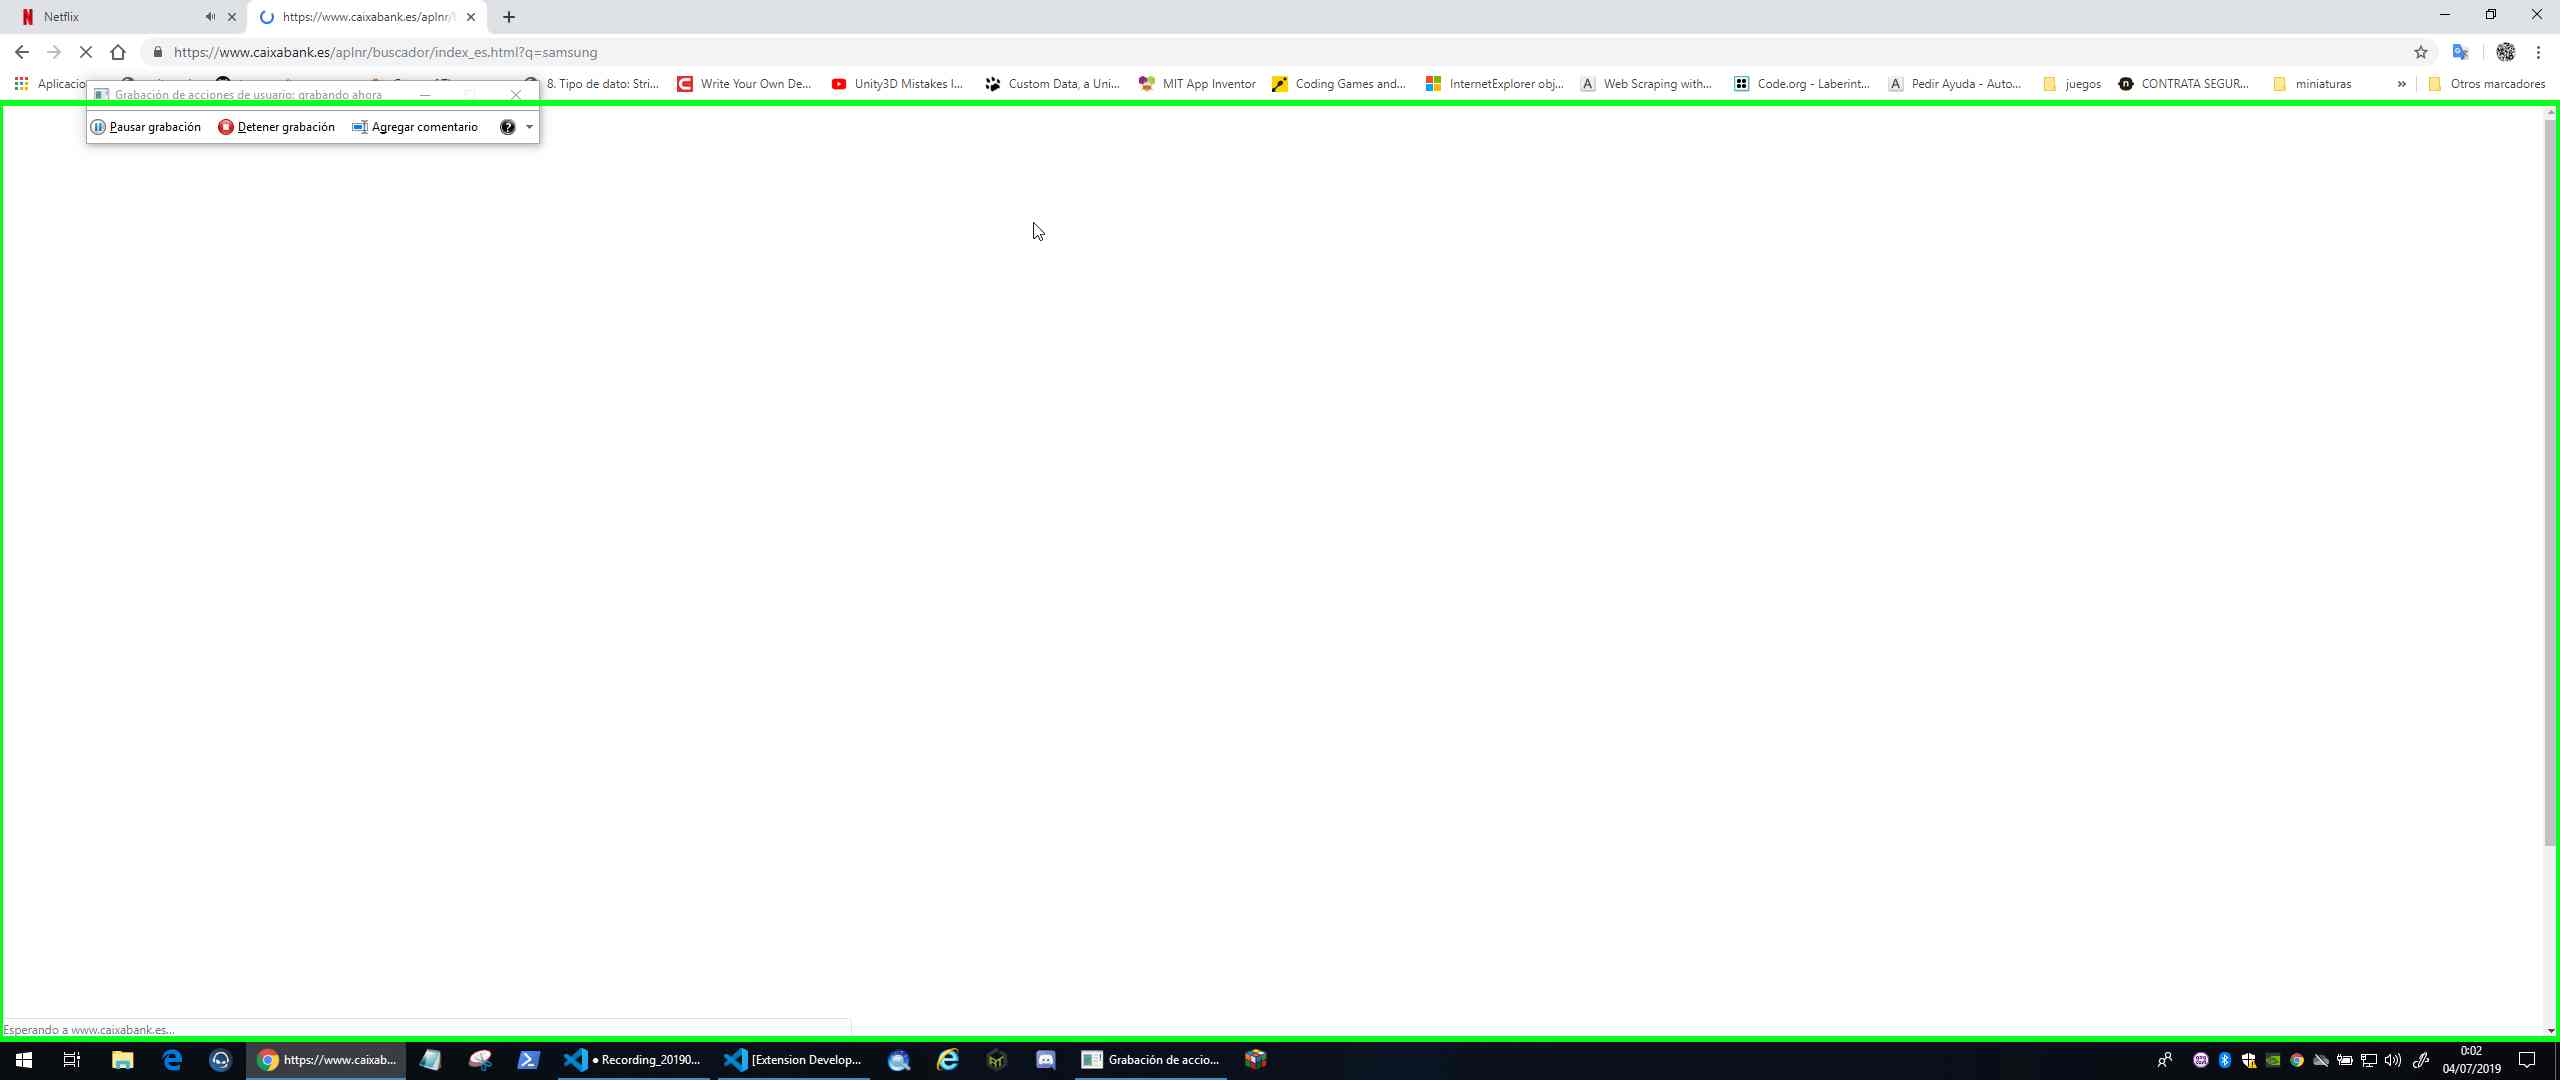 Netflix
https://www.caixabank.es/aplnr/
https://www.caixabank.es/aplnr/buscador/index_es.html?q=samsung
Aplicacio
8. Tipo de dato: Stri...
Write Your Own De...
Unity3D Mistakes I...
Custom Data, a Uni...
MIT App Inventor
Coding Games and...
InternetExplorer obj...
Web Scraping with...
Code.org - Laberint...
Pedir Ayuda - Auto...
juegos
CONTRATA SEGUR...
miniaturas
»
Otros marcadores
Grabación de acciones de usuario: grabando ahora
Pausar grabación
Detener grabación
Agregar comentario
Esperando a www.caixabank.es...
https://www.caixab...
● Recording_20190...
[Extension Develop...
Grabación de accio...
0:02
04/07/2019